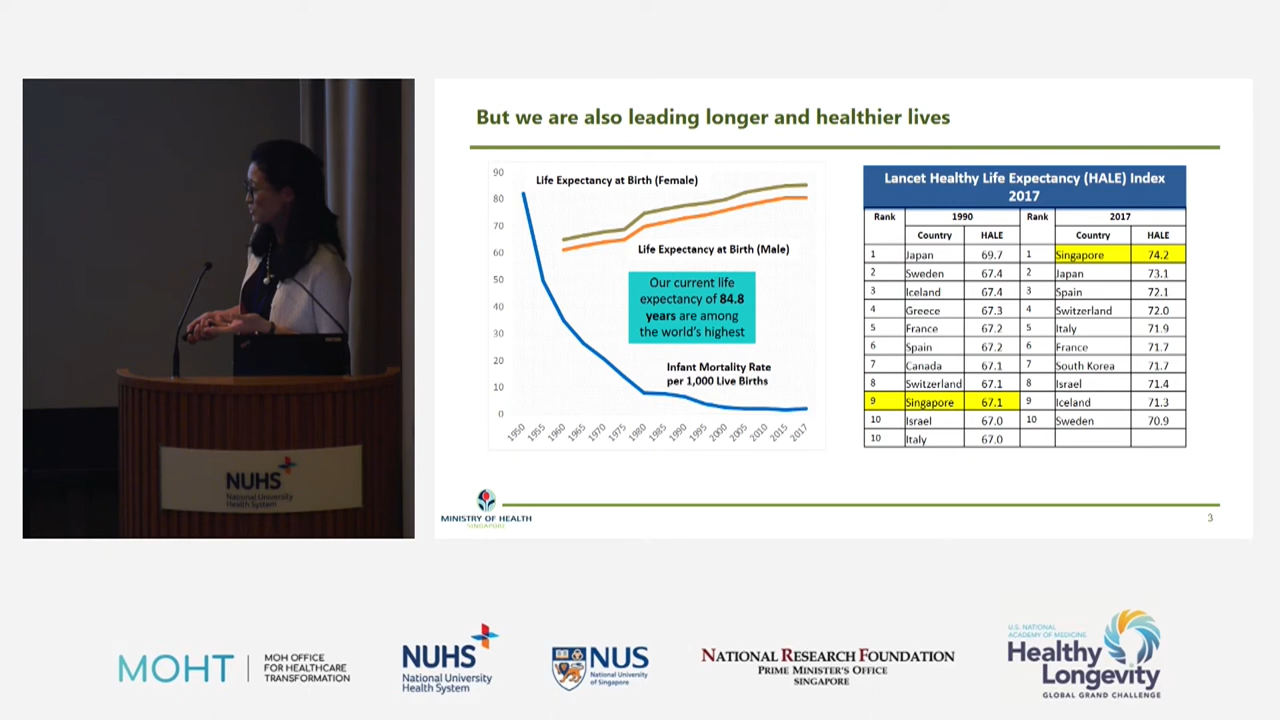 But we are also leading longer and healthier lives
90
80
70
60
50
40
30
20
10
0
Life Expectancy at Birth (Female)
Life Expectancy at Birth (Male)
Our current life
expectancy of 84.8
years are among
the world's highest
Infant Mortality Rate
per 1,000 Live Births
1950 1955 1960 1965 1970 1975 1980 1985 1990 1995 2000 2005 2010 2015 2017
Lancet Healthy Life Expectancy (HALE) Index
2017
Rank 1990 Rank 2017
Country HALE Country HALE
1 Japan 69.7 1 Singapore 74.2
2 Sweden 67.4 2 Japan 73.1
3 Iceland 67.4 3 Spain 72.1
4 Greece 67.3 4 Switzerland 72.0
5 France 67.2 5 Italy 71.9
6 Spain 67.2 6 France 71.7
7 Canada 67.1 7 South Korea 71.7
8 Switzerland 67.1 8 Israel 71.4
9 Singapore 67.1 9 Iceland 71.3
10 Israel 67.0 10 Sweden 70.9
10 Italy 67.0
MINISTRY OF HEALTH
SINGAPORE
3
NUHS
National University
Health System
MOHT
MOH OFFICE
FOR HEALTHCARE
TRANSFORMATION
NUHS
National University
Health System
NUS
National University
of Singapore
NATIONAL RESEARCH FOUNDATION
PRIME MINISTER'S OFFICE
SINGAPORE
U.S. NATIONAL
ACADEMY OF MEDICINE
Healthy
Longevity
GLOBAL GRAND CHALLENGE